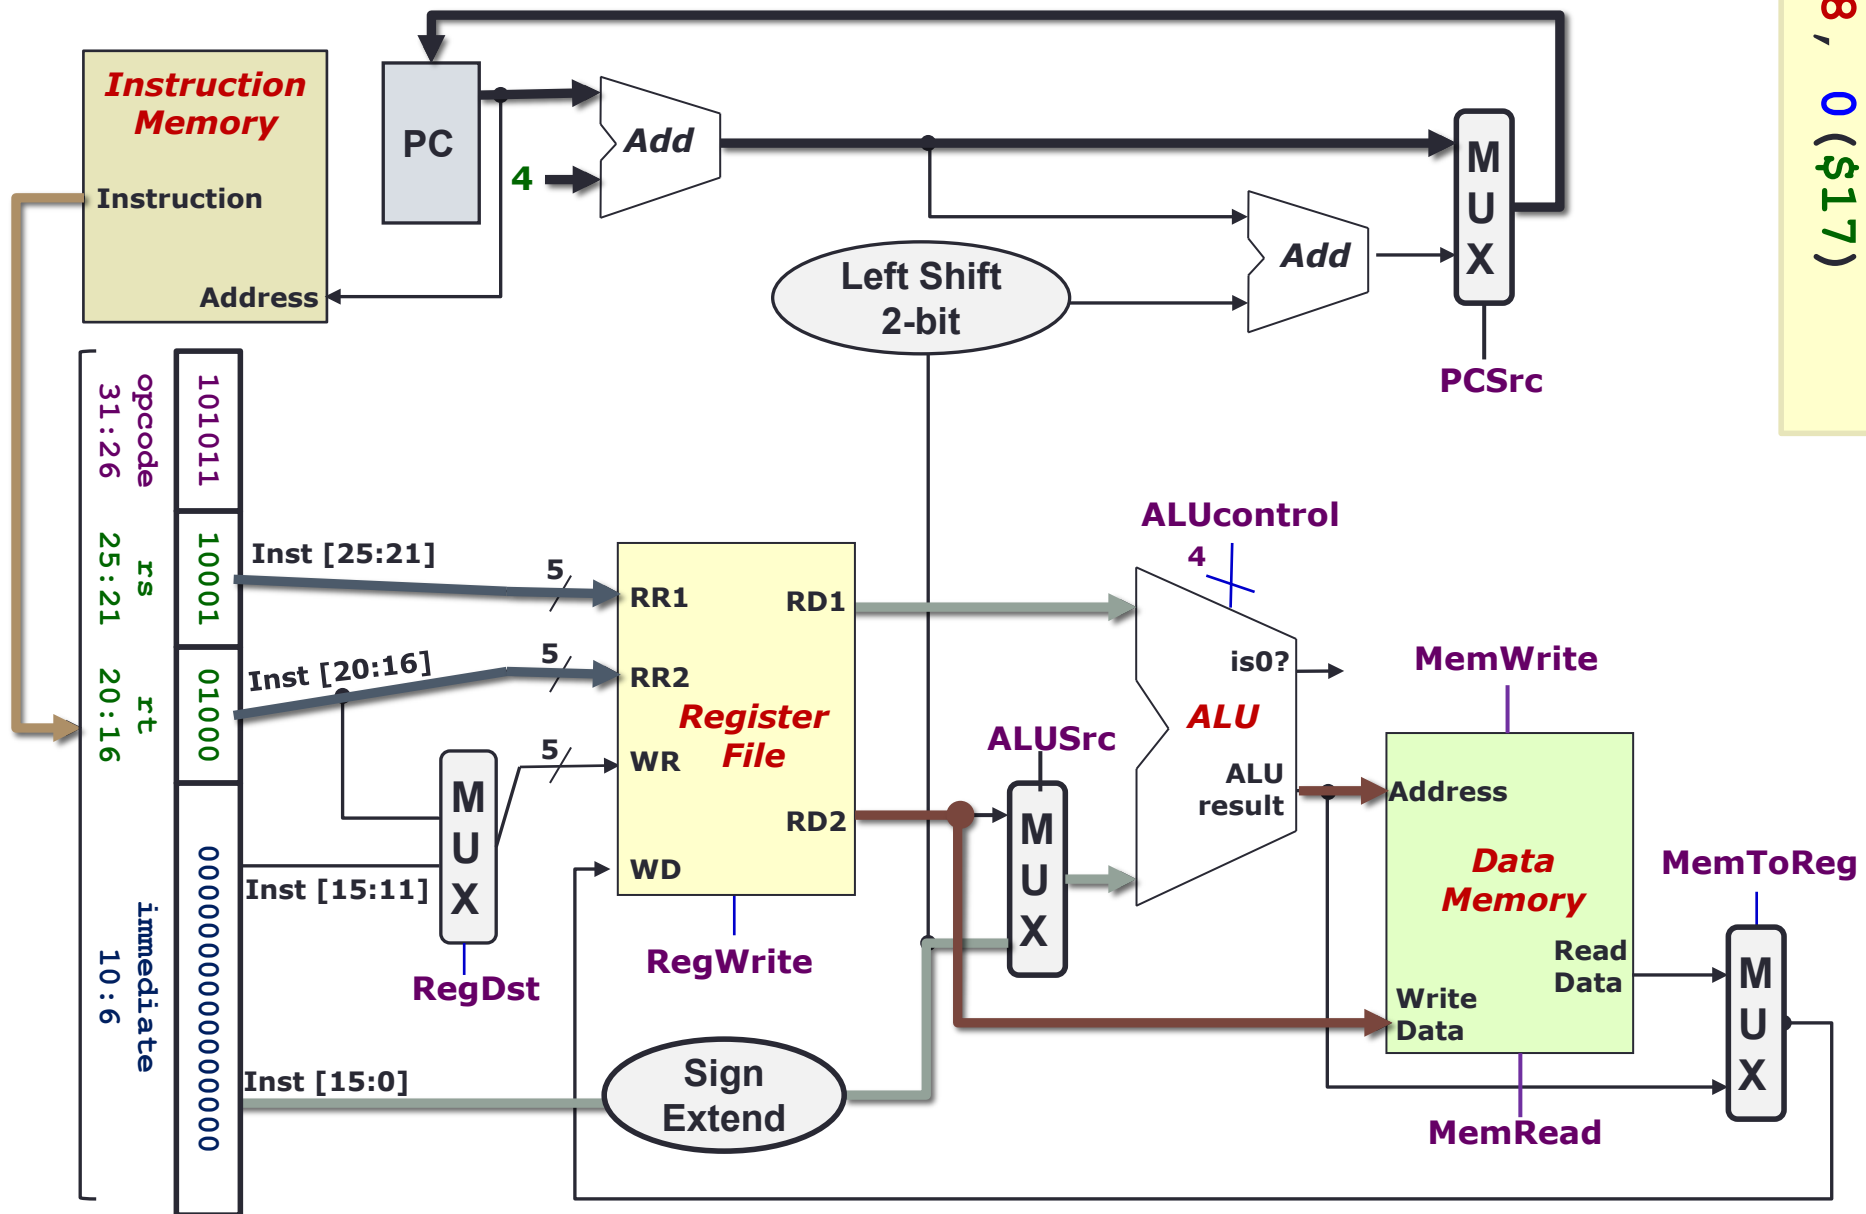 Instruction
Memory
Instruction
Address
PC
4
Add
Add
M
U
X
PCSrc
Left Shift
2-bit
8, 0($17)
opcode
31:26
101011
rs
25:21
10001
rt
20:16
01000
immediate
10:6
0000000000000000
Inst [25:21]
5
Inst [20:16]
5
Inst [15:11]
5
Inst [15:0]
M
U
X
RegDst
RR1
RR2
WR
WD
RD1
RD2
Register
File
RegWrite
Sign
Extend
ALUSrc
M
U
X
ALUcontrol
4
is0?
ALU
ALU
result
MemWrite
Address
Data
Memory
Read
Data
Write
Data
MemRead
MemToReg
M
U
X